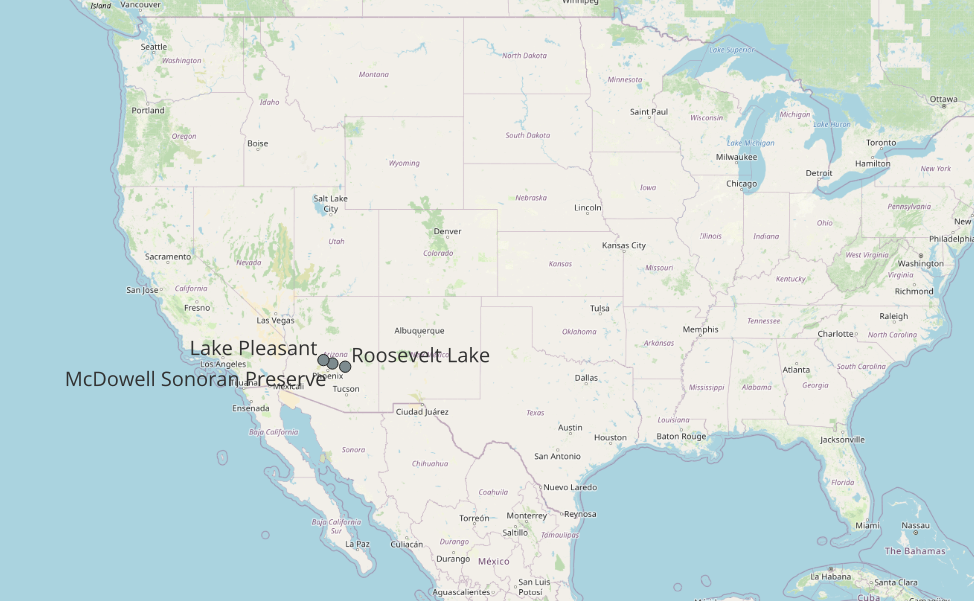 Island
Vancouver
Winnipeg
Seattle
Washington
Montana
North Dakota
Minnesota
Lake Superior
Ottawa
Portland
Idaho
Oregon
Boise
South Dakota
Saint Paul
Wisconsin
Michigan
Lake Huron
Lake Michigan
Toronto
Hamilton
New York
Wyoming
Milwaukee
Detroit
Chicago
Iowa
Salt Lake
City
Nebraska
Lincoln
Pennsylvania
Ohio
New
Philadelphia
Denver
Utah
Colorado
Nevada
Sacramento
Kansas City
Illinois
Indiana
West Virginia
Washington
Virginia
Kansas
Missouri
Kentucky
San Jose
California
Richmond
Fresno
Las Vegas
Tulsa
Raleigh
Albuquerque
Oklahoma
Memphis
Tennessee
Charlotte
North Carolina
Arkansas
Lake Pleasant
Roosevelt Lake
Los Angeles
Phoenix
McDowell Sonoran Preserve
Mexicali
Tucson
Dallas
Atlanta
South Carolina
Mississippi
Alabama
Georgia
Ensenada
Ciudad Juárez
Texas
Louisiana
Baja California
Austin
Houston
Baton Rouge
Jacksonville
Sonora
San Antonio
Chihuahua
Florida
Coahuila
Nuevo Laredo
Reynosa
Baja California
Sur
Torreón
Monterrey
Saltillo
Tamaulipas
Miami
Nassau
La Paz
Culiacán
Durango
Durango
México
The Bahamas
La Habana
Santa Clara
Aguascalientes
San Luis
Potosí
Cuba